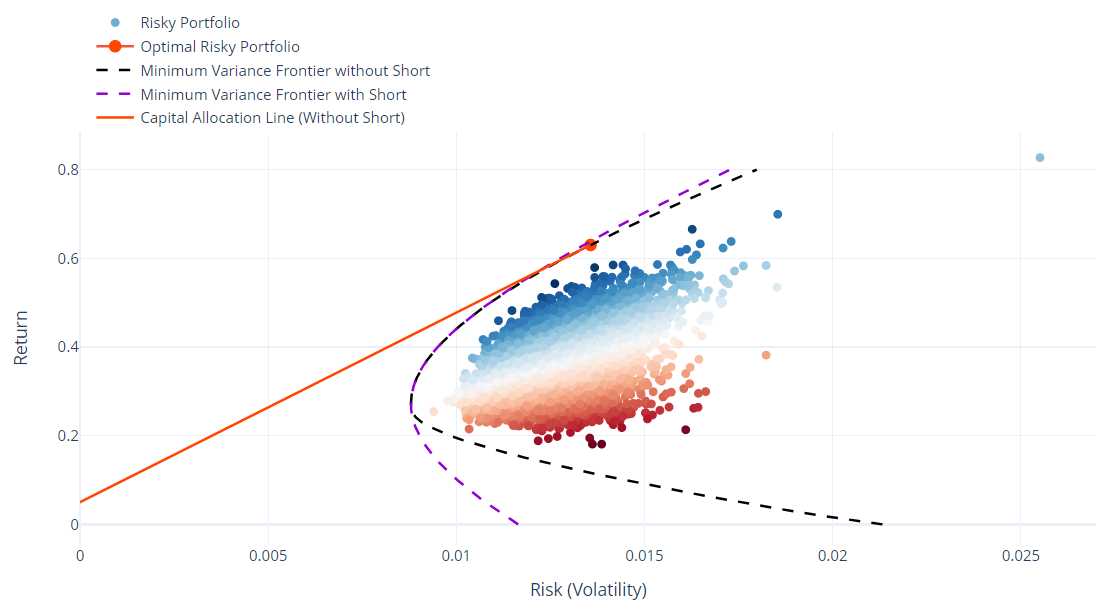 Risky Portfolio
Optimal Risky Portfolio
Minimum Variance Frontier without Short
Minimum Variance Frontier with Short
Capital Allocation Line (Without Short)
0.8
0.6
0.4
0.2
0
Return
0 0.005 0.01 0.015 0.02 0.025
Risk (Volatility)